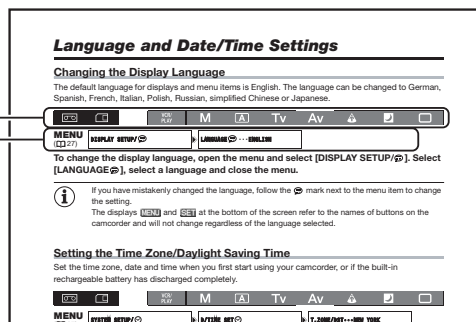 Language and Date/Time Settings
Changing the Display Language
The default language for displays and menu items is English. The language can be changed to German,
Spanish, French, Italian, Polish, Russian, simplified Chinese or Japanese.
VCR/PLAY M A Tv Av
MENU
(27)
DISPLAY SETUP/ LANGUAGE ···ENGLISH
To change the display language, open the menu and select [DISPLAY SETUP/ ]. Select
[LANGUAGE ], select a language and close the menu.
If you have mistakenly changed the language, follow the mark next to the menu item to change
the setting.
The displays MENU and SET at the bottom of the screen refer to the names of buttons on the
camcorder and will not change regardless of the language selected.
Setting the Time Zone/Daylight Saving Time
Set the time zone, date and time when you first start using your camcorder, or if the built-in
rechargeable battery has discharged completely.
M A Tv Av
MENU SYSTEM SETUP/ D/TIME SET T.ZONE/DST···NEW YORK